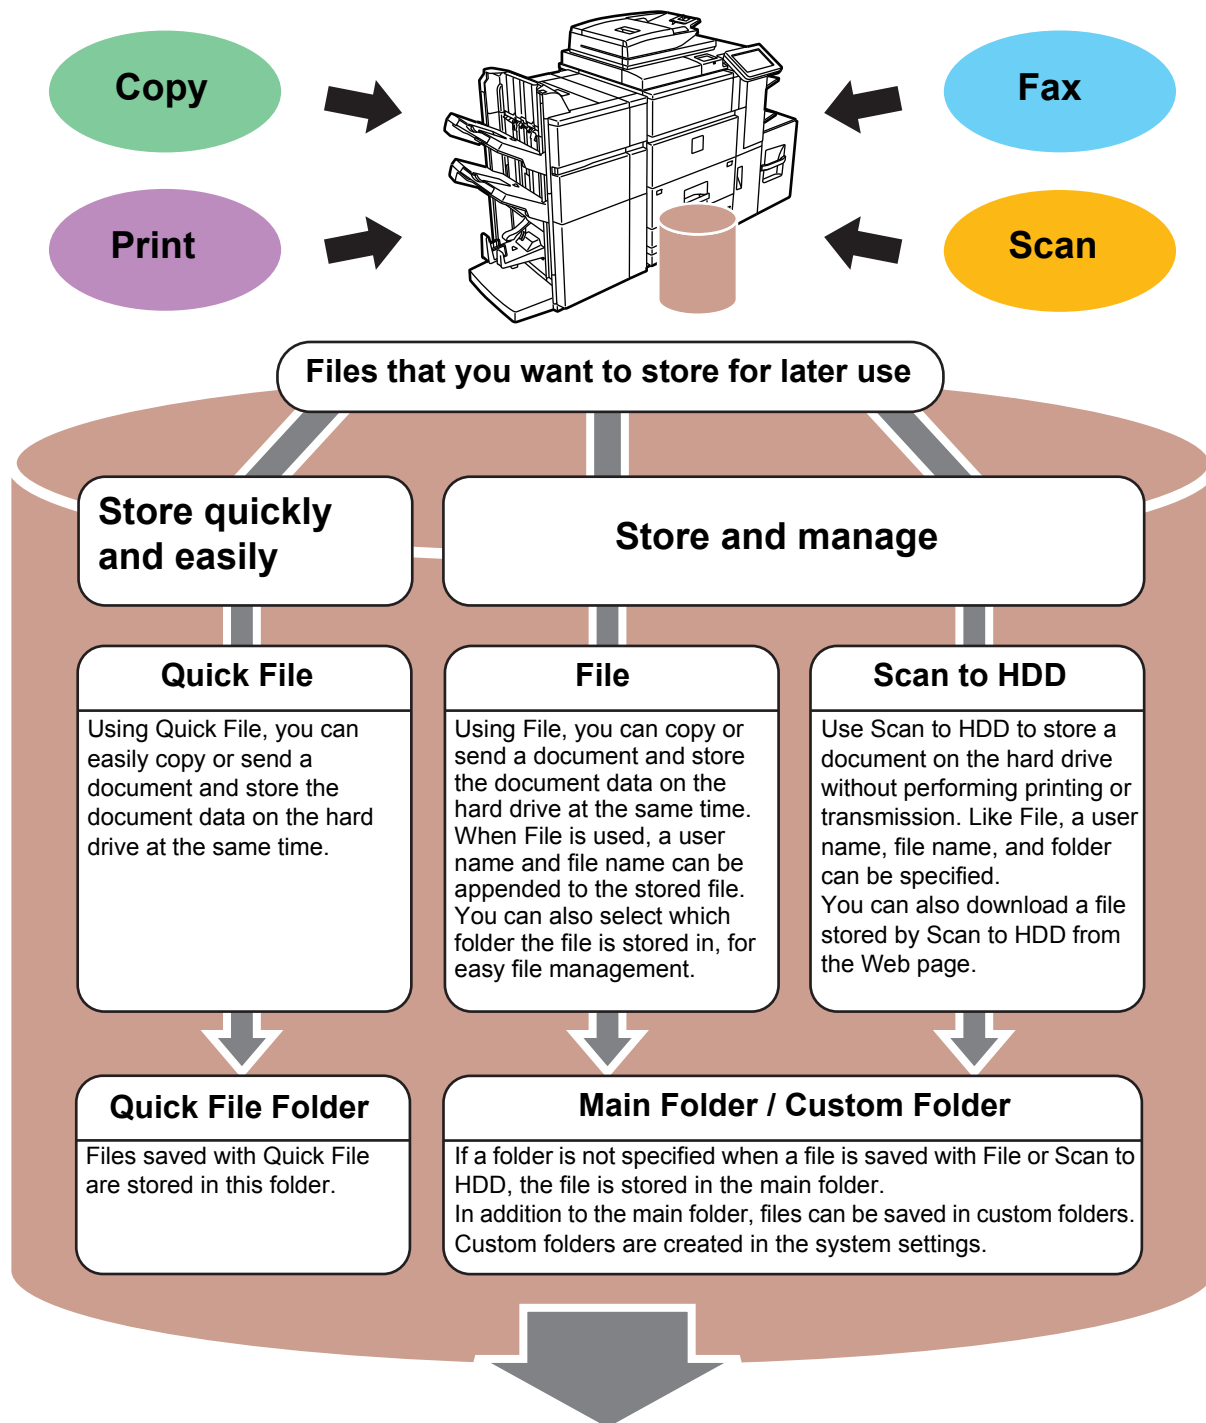 Copy
Fax
Print
Scan
Files that you want to store for later use
Store quickly
and easily
Store and manage
Quick File
Using Quick File, you can
easily copy or send a
document and store the
document data on the hard
drive at the same time.
File
Using File, you can copy or
send a document and store
the document data on the
hard drive at the same time.
When File is used, a user
name and file name can be
appended to the stored file.
You can also select which
folder the file is stored in, for
easy file management.
Scan to HDD
Use Scan to HDD to store a
document on the hard drive
without performing printing or
transmission. Like File, a user
name, file name, and folder
can be specified.
You can also download a file
stored by Scan to HDD from
the Web page.
Quick File Folder
Files saved with Quick File
are stored in this folder.
Main Folder / Custom Folder
If a folder is not specified when a file is saved with File or Scan to
HDD, the file is stored in the main folder.
In addition to the main folder, files can be saved in custom folders.
Custom folders are created in the system settings.